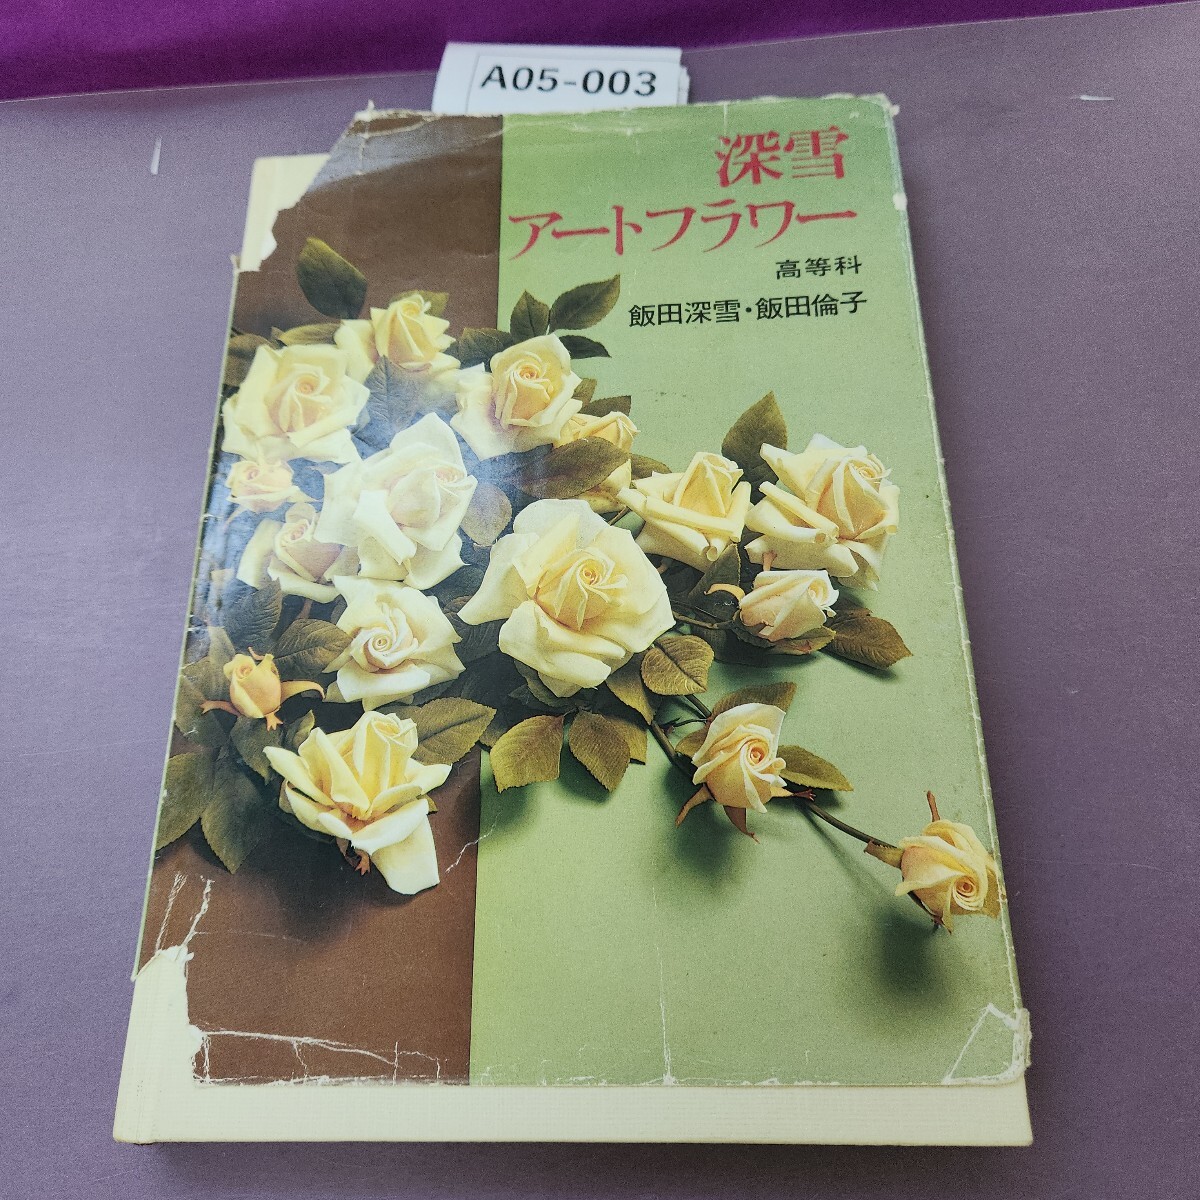 A05-003
深雪
アートフラワー
高等科
飯田深雪・飯田倫子